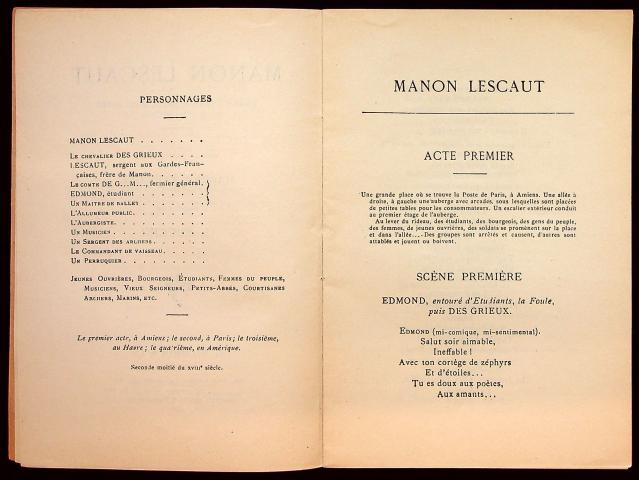 PERSONNAGES
MANON LESCAUT . . . . . . .
LE CHEVALIER DES GRIEUX . . . .
LESCAUT, sergent aux Gardes-Fran-
çaises, frère de Manon. . . . . .
LE COMTE DE G...M..., fermier général.
EDMOND, étudiant . . . . . . .
UN MAITRE DE BALLET . . . . . .
L'ALLUMEUR PUBLIC. . . . . . .
L'AUBERGISTE. . . . . . . . .
UN MUSICIEN . . . . . . . . .
UN SERGENT DES ARCHERS. . . . .
LE COMMANDANT DE VAISSEAU. . . . .
UN PERRUQUIER . . . . . . . .
JEUNES OUVRIÈRES, BOURGEOIS, ÉTUDIANTS, FEMMES DU PEUPLE,
MUSICIENS, VIEUX SEIGNEURS, PETITS-ABBÉS, COURTISANES
ARCHERS, MARINS, ETC.
Le premier acte, à Amiens; le second, à Paris; le troisième,
au Havre; le quatrième, en Amérique.
Seconde moitié du XVIIIe siècle.
MANON LESCAUT
ACTE PREMIER
Une grande place où se trouve la Poste de Paris, à Amiens. Une allée à
droite, à gauche une auberge avec arcades, sous lesquelles sont placées
de petites tables pour les consommateurs. Un escalier extérieur conduit
au premier étage de l'auberge.
Au lever du rideau, des étudiants, des bourgeois, des gens du peuple,
des femmes, de jeunes ouvrières, des soldats se promènent sur la place
et dans l'allée... Des groupes sont arrêtés et causent, d'autres sont
attablés et jouent ou boivent.
SCÈNE PREMIÈRE
EDMOND, entouré d'Etudiants, la Foule,
puis DES GRIEUX.
EDMOND (mi-comique, mi-sentimental).
Salut soir aimable,
Ineffable !
Avec ton cortège de zéphyrs
Et d'étoiles...
Tu es doux aux poètes,
Aux amants...